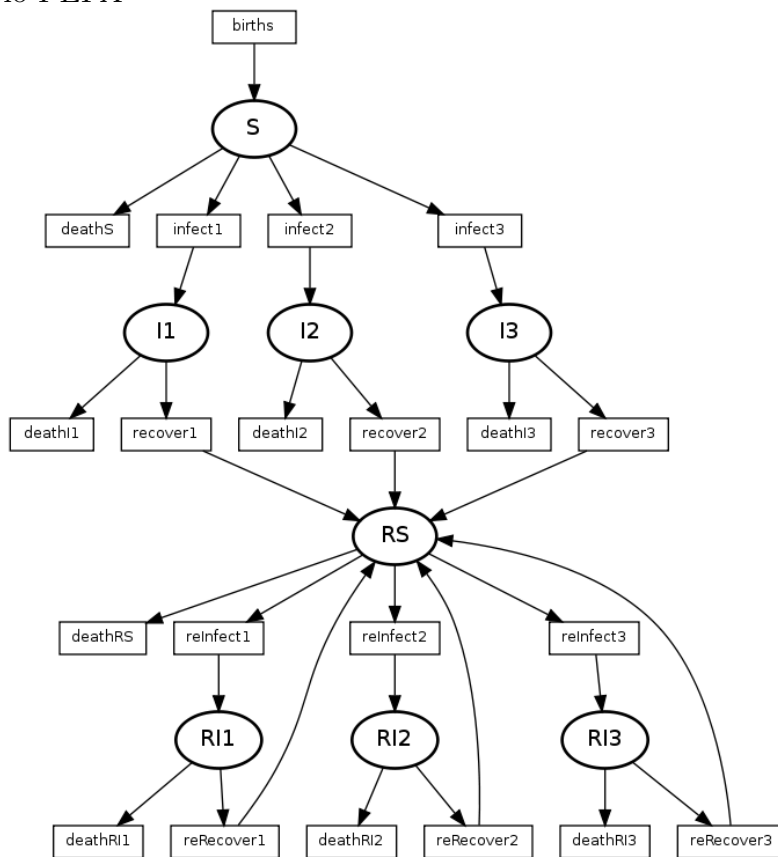 births
S
deathS infect1 infect2 infect3
I1 I2 I3
deathI1 recover1 deathI2 recover2 deathI3 recover3
RS
deathRS reInfect1 reInfect2 reInfect3
RI1 RI2 RI3
deathRI1 reRecover1 deathRI2 reRecover2 deathRI3 reRecover3